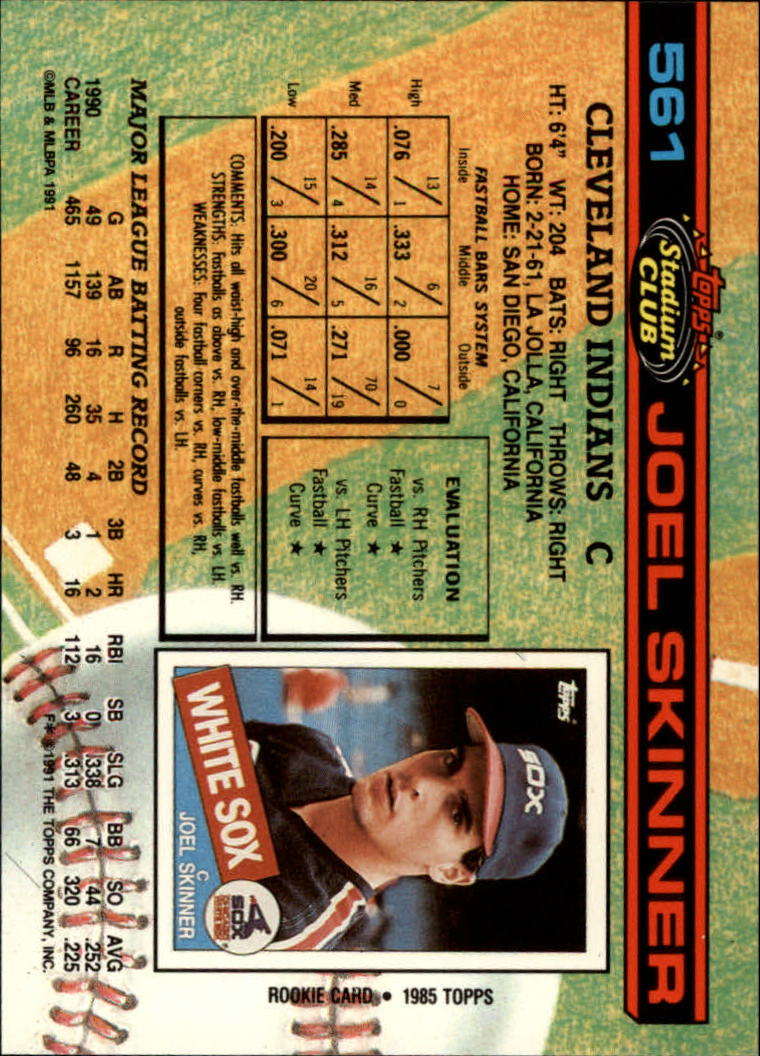 561
Topps®
Stadium
CLUB
JOEL SKINNER
CLEVELAND INDIANS C
HT: 6'4" WT: 204 BATS: RIGHT THROWS: RIGHT
BORN: 2-21-61, LA JOLLA, CALIFORNIA
HOME: SAN DIEGO, CALIFORNIA
FASTBALL BARS SYSTEM
Inside Middle Outside
High .076 13/1 .333 6/2 .000 7/0
Med .285 14/4 .312 16/5 .271 70/19
Low .200 15/3 .300 20/6 .071 14/1
EVALUATION
vs. RH Pitchers
Fastball ★
Curve ★
vs. LH Pitchers
Fastball ★
Curve ★
COMMENTS: Hits all waist-high and over-the-middle fastballs well vs. RH.
STRENGTHS: Fastballs as above vs. RH, low-middle fastballs vs. LH.
WEAKNESSES: Four fastball corners vs. RH, curves vs. RH,
outside fastballs vs. LH.
Topps
SOX
WHITE SOX
C
JOEL SKINNER
SOX
ROOKIE CARD • 1985 TOPPS
MAJOR LEAGUE BATTING RECORD
G AB R H 2B 3B HR RBI SB SLG BB SO AVG
1990 49 139 16 35 4 1 2 16 0 .338 7 44 .252
CAREER 465 1157 96 260 48 3 16 112 3 .313 66 320 .225
©MLB & MLBPA 1991
F** ©1991 THE TOPPS COMPANY, INC.